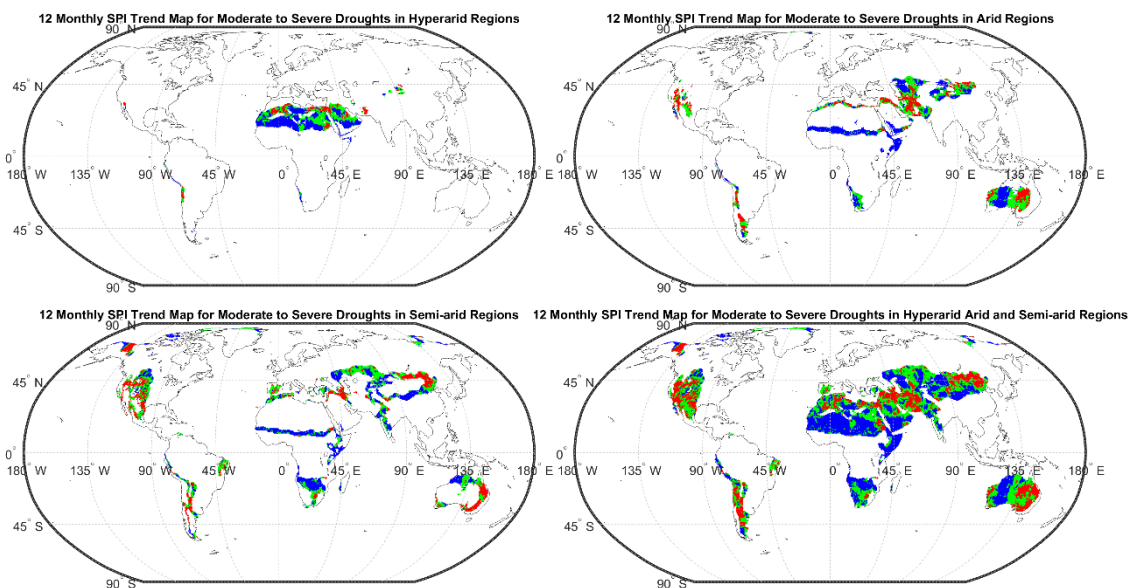 12 Monthly SPI Trend Map for Moderate to Severe Droughts in Hyperarid Regions
90° N
45° N
0°
180° W 135° W 90° W 45° W 0° 45° E 90° E 135° E 180° E
45° S
90° S
12 Monthly SPI Trend Map for Moderate to Severe Droughts in Arid Regions
90° N
45° N
0°
180° W 135° W 90° W 45° W 0° 45° E 90° E 135° E 180° E
45° S
90° S
12 Monthly SPI Trend Map for Moderate to Severe Droughts in Semi-arid Regions
90° N
45° N
0°
180° W 135° W 90° W 45° W 0° 45° E 90° E 135° E 180° E
45° S
90° S
12 Monthly SPI Trend Map for Moderate to Severe Droughts in Hyperarid Arid and Semi-arid Regions
90° N
45° N
0°
180° W 135° W 90° W 45° W 0° 45° E 90° E 135° E 180° E
45° S
90° S